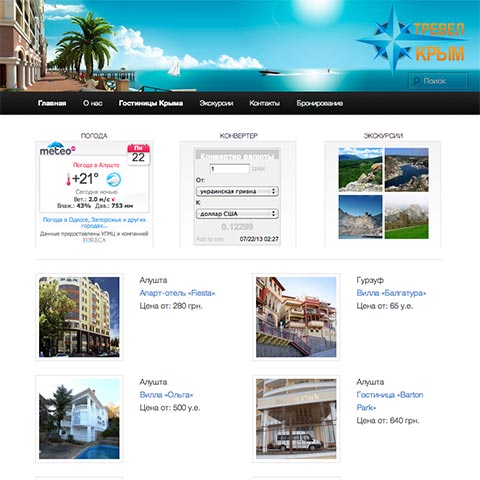 ТРЕВЕЛ
КРЫМ
Поиск
Главная О нас Гостиницы Крыма Экскурсии Контакты Бронирование
ПОГОДА
meteo
Пн
22
Погода в Алуште
+21°
Сегодня ночью
Вет.: 2.0 м/с
Влаж.: 43% Дав.: 753 мм
Погода в Одессе, Запорожье и других
городах...
Данные предоставлены УГМЦ и компанией
FORECA
КОНВЕРТЕР
Конвертер валюты
1 UAH
От:
украинская гривна
К:
доллар США
0.12299
Add to site 07/22/13 02:27
ЭКСКУРСИИ
Алушта
Апарт-отель «Fiesta»
Цена от: 280 грн.
Гурзуф
Вилла «Балгатура»
Цена от: 65 у.е.
Алушта
Вилла «Ольга»
Цена от: 500 у.е.
Алушта
Гостиница «Barton
Park»
Цена от: 640 грн.